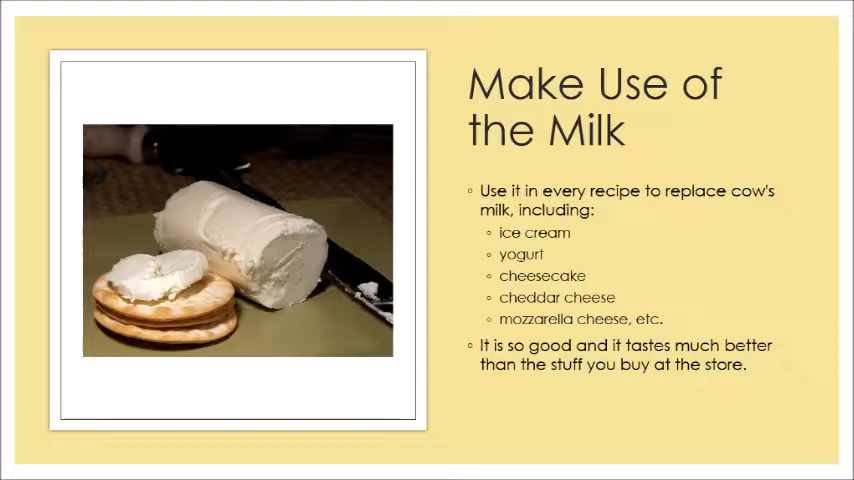 Make Use of
the Milk
◦ Use it in every recipe to replace cow's
milk, including:
◦ ice cream
◦ yogurt
◦ cheesecake
◦ cheddar cheese
◦ mozzarella cheese, etc.
◦ It is so good and it tastes much better
than the stuff you buy at the store.